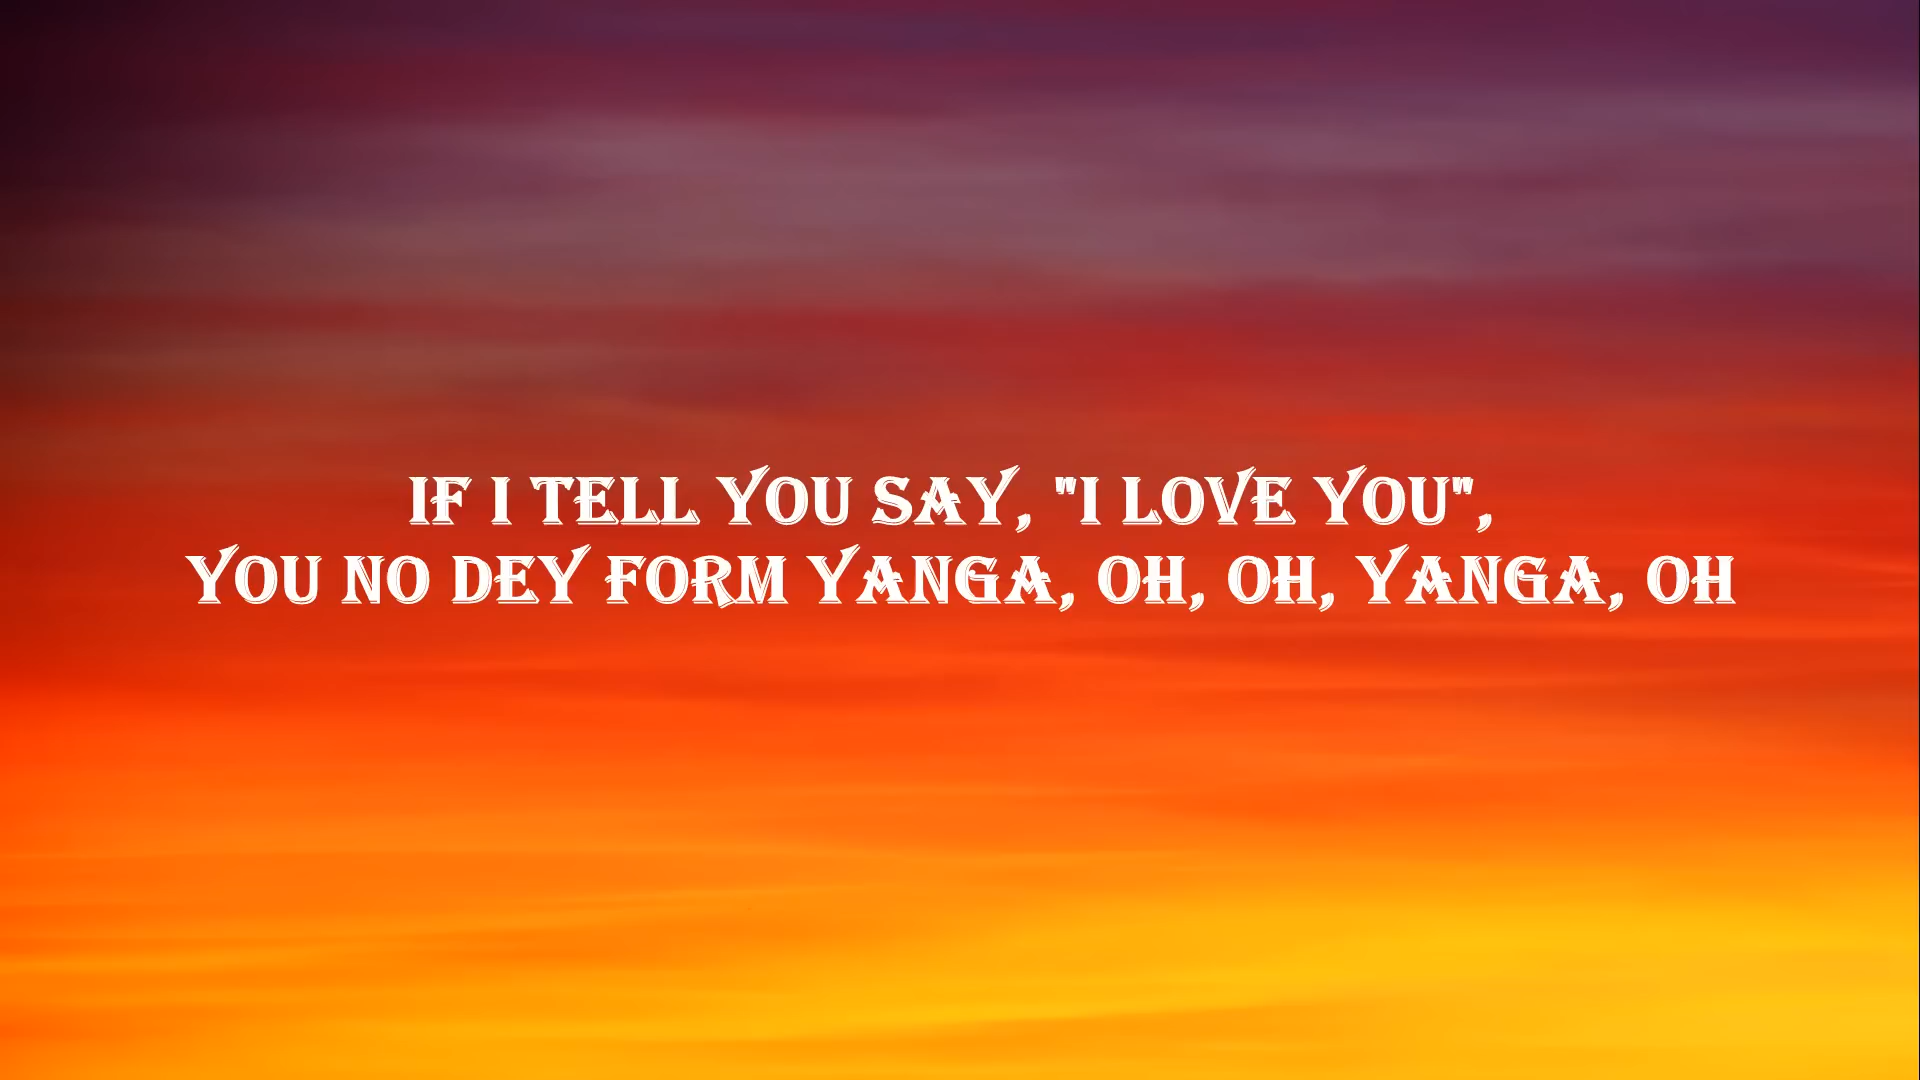 IF I TELL YOU SAY, "I LOVE YOU",
YOU NO DEY FORM YANGA, OH, OH, YANGA, OH